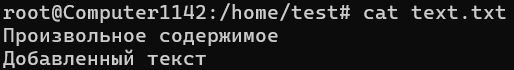 root@Computer1142:/home/test# cat text.txt
Произвольное содержимое
Добавленный текст